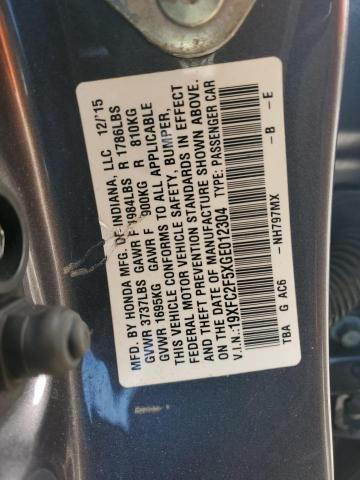 MFD. BY HONDA MFG. OF INDIANA, LLC 12/'15
GVWR 3737LBS GAWR F 1984LBS R 1786LBS
GVWR 1695KG GAWR F 900KG R 810KG
THIS VEHICLE CONFORMS TO ALL APPLICABLE
FEDERAL MOTOR VEHICLE SAFETY, BUMPER,
AND THEFT PREVENTION STANDARDS IN EFFECT
ON THE DATE OF MANUFACTURE SHOWN ABOVE.
V.I.N.:19XFC2F5XGE012304 TYPE: PASSENGER CAR
-NH797MX -B -E
TBA G AC6